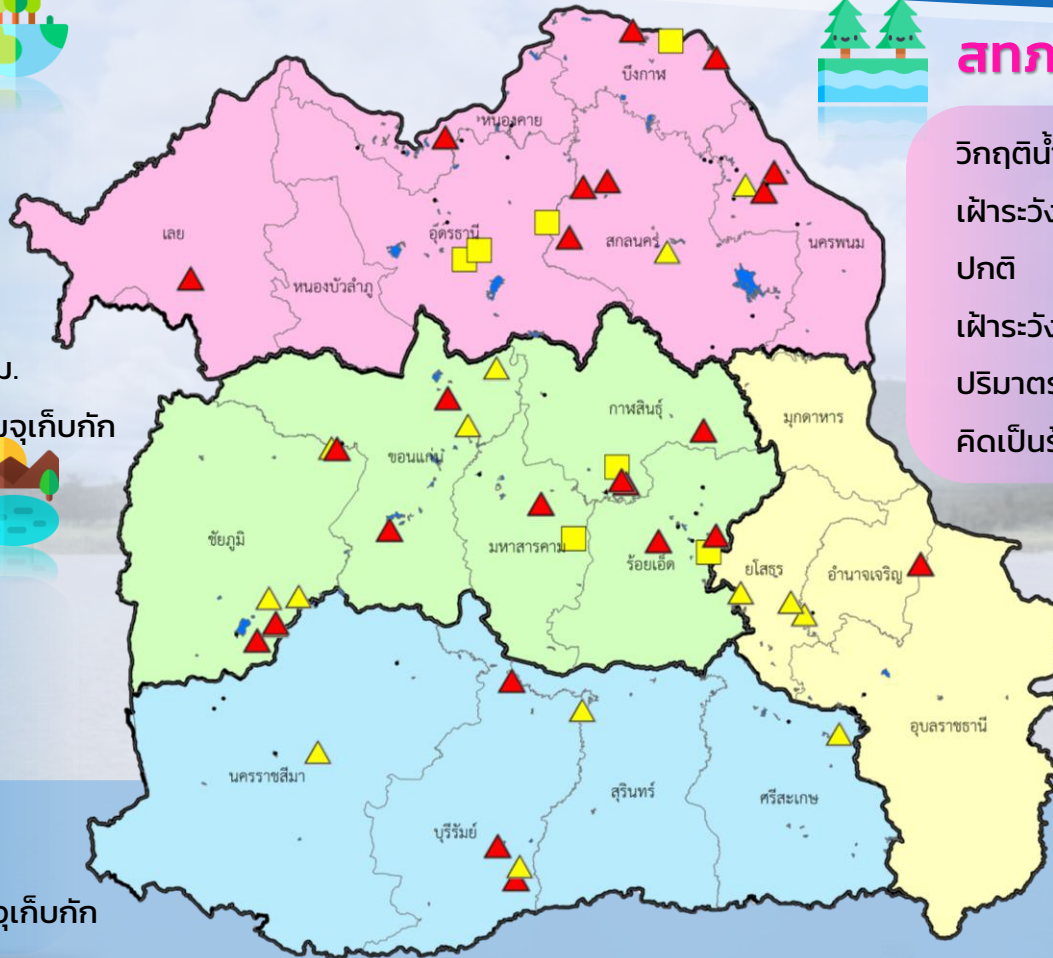 สทภ
วิกฤติน้ำ
เฝ้าระวัง
ปกติ
เฝ้าระวัง
ปริมาตร
คิดเป็นร้
ม.
มจุเก็บกัก
จุเก็บกัก
บึงกาฬ
หนองคาย
เลย
อุดรธานี
สกลนคร
นครพนม
หนองบัวลำภู
กาฬสินธุ์
มุกดาหาร
ขอนแก่น
ชัยภูมิ
มหาสารคาม
ร้อยเอ็ด
ยโสธร
อำนาจเจริญ
อุบลราชธานี
นครราชสีมา
สุรินทร์
ศรีสะเกษ
บุรีรัมย์